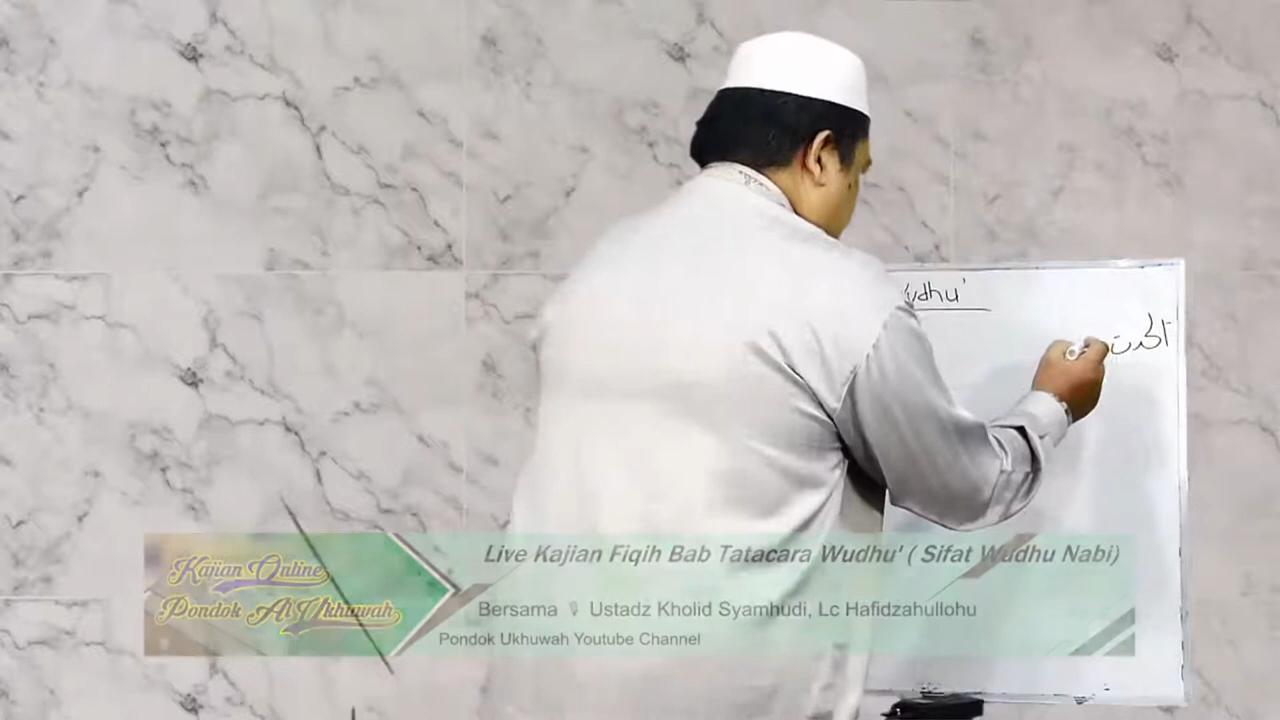 Wudhu'
الحدث
Kajian Online
Pondok Al Ukhuwah
Live Kajian Fiqih Bab Tatacara Wudhu' ( Sifat Wudhu Nabi)
Bersama 🎙 Ustadz Kholid Syamhudi, Lc Hafidzahullohu
Pondok Ukhuwah Youtube Channel